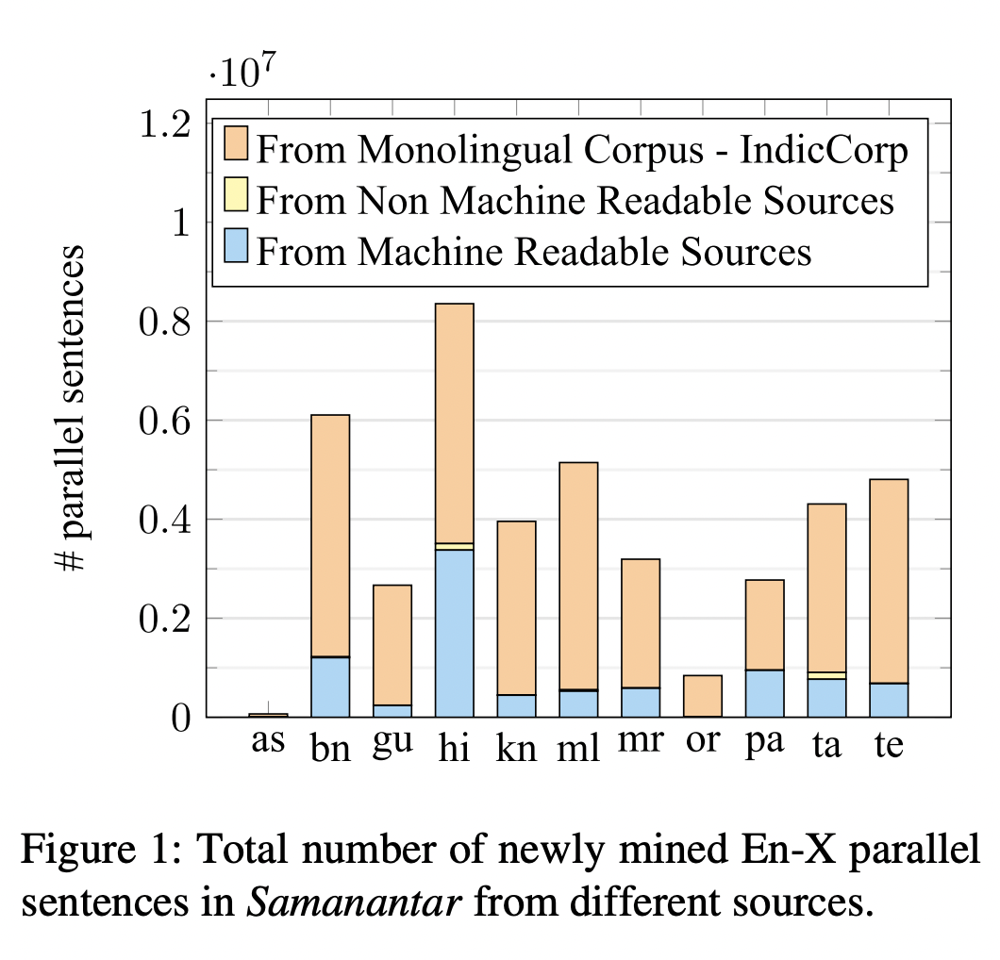 ·10⁷
1.2
1
0.8
0.6
0.4
0.2
0
# parallel sentences
From Monolingual Corpus - IndicCorp
From Non Machine Readable Sources
From Machine Readable Sources
as bn gu hi kn ml mr or pa ta te
Figure 1: Total number of newly mined En-X parallel
sentences in Samanantar from different sources.